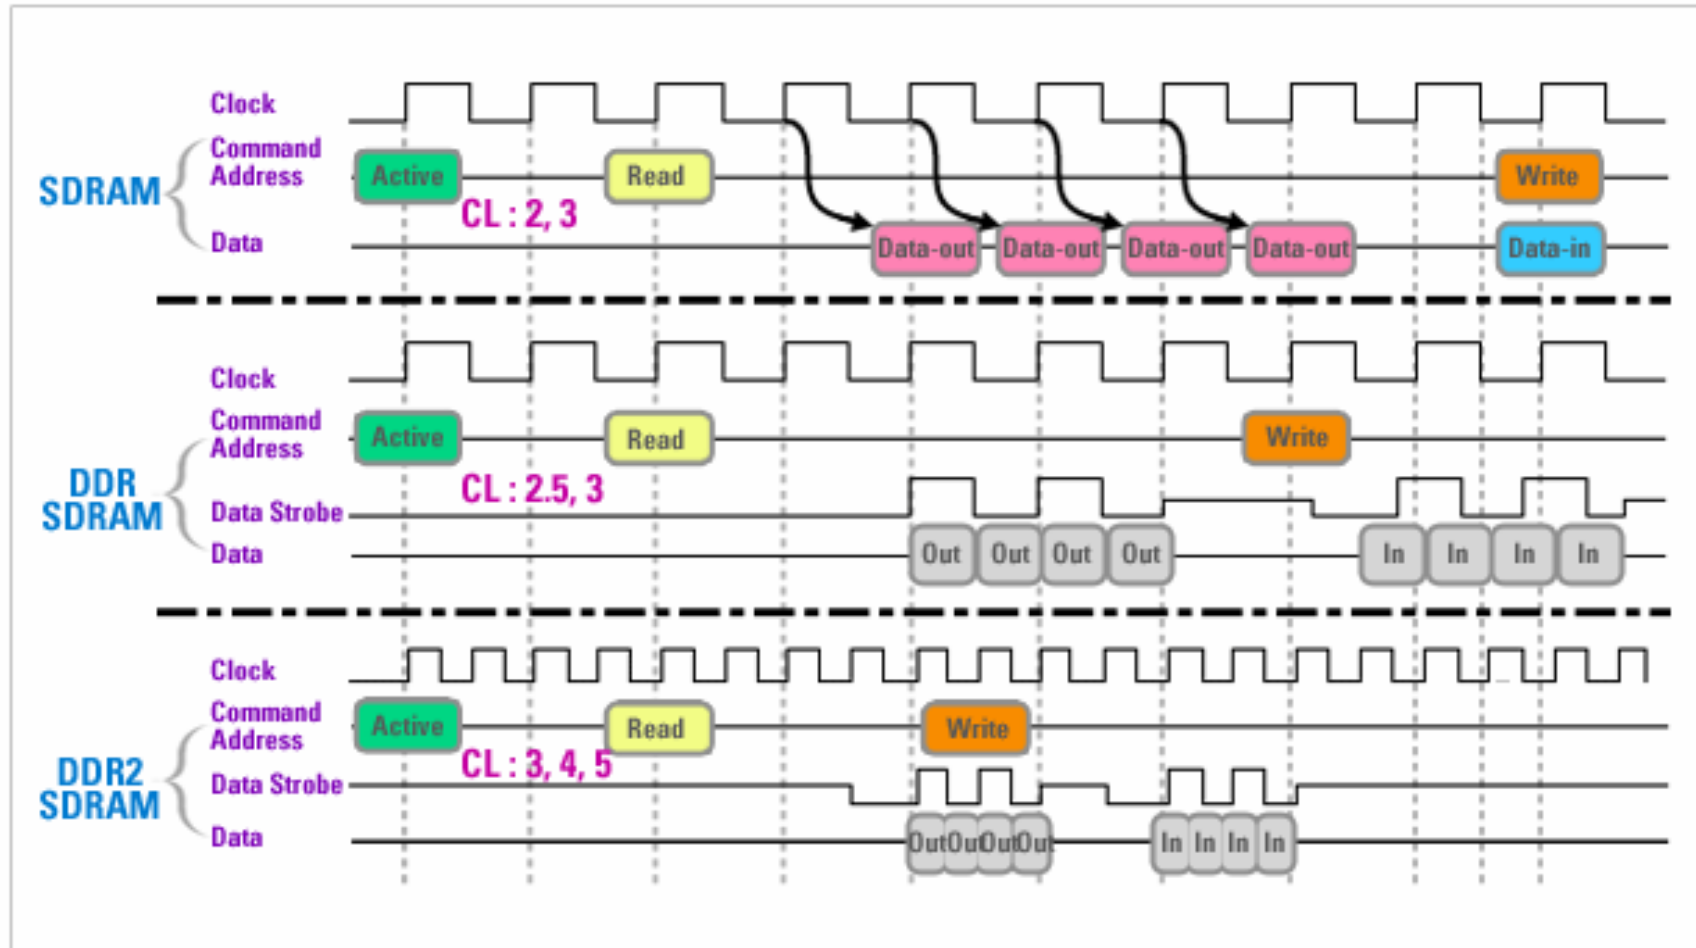 Clock
Command
Address
Active
Read
Write
SDRAM
CL : 2, 3
Data
Data-out
Data-out
Data-out
Data-out
Data-in
Clock
Command
Address
Active
Read
Write
DDR
SDRAM
CL : 2.5, 3
Data Strobe
Data
Out
Out
Out
Out
In
In
In
In
Clock
Command
Address
Active
Read
Write
DDR2
SDRAM
CL : 3, 4, 5
Data Strobe
Data
Out
Out
Out
Out
In
In
In
In